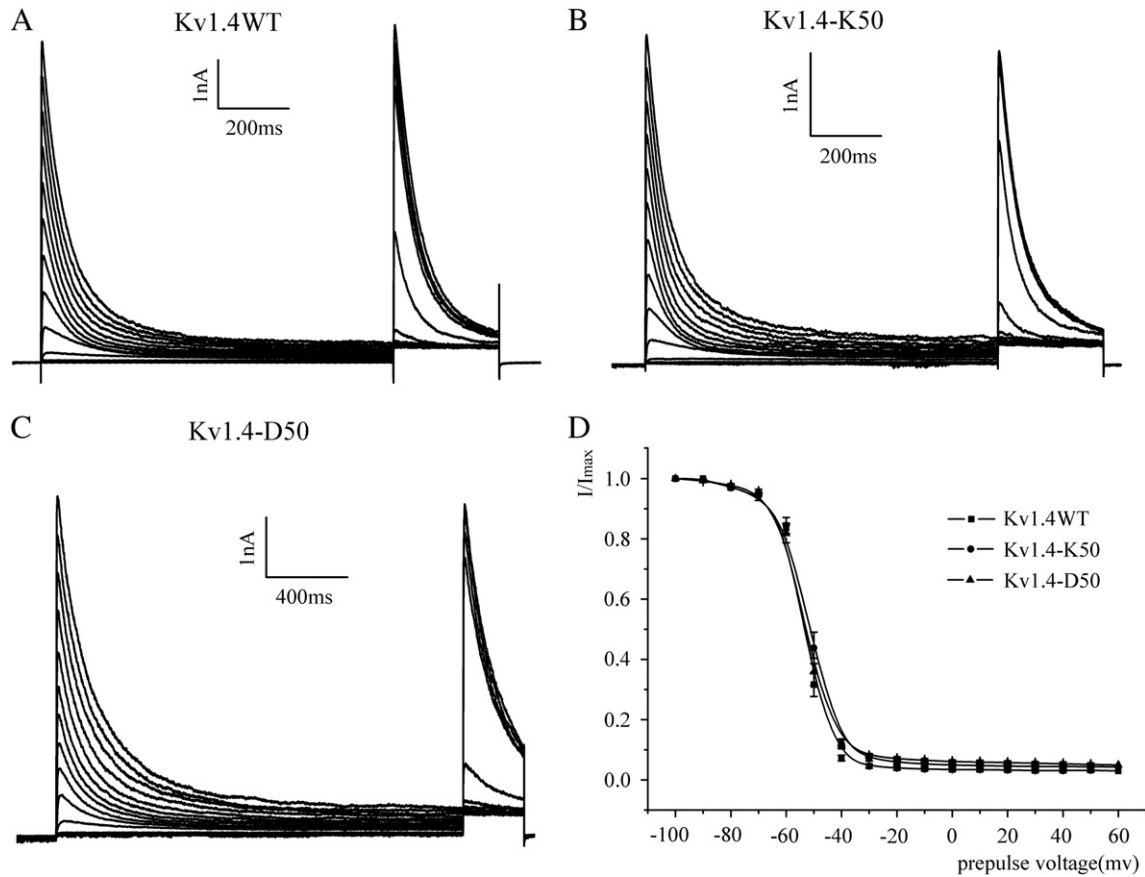 A
Kv1.4WT
1nA
200ms
B
Kv1.4-K50
1nA
200ms
C
Kv1.4-D50
1nA
400ms
D
I/Imax
1.0
0.8
0.6
0.4
0.2
0.0
Kv1.4WT
Kv1.4-K50
Kv1.4-D50
-100 -80 -60 -40 -20 0 20 40 60
prepulse voltage(mv)